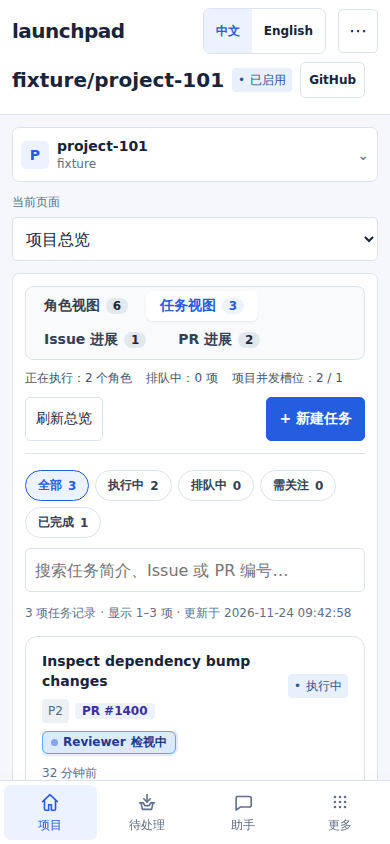 launchpad
中文 English ⋯
fixture/project-101 • 已启用 GitHub
P project-101
fixture
当前页面
项目总览
角色视图 6 任务视图 3
Issue 进展 1 PR 进展 2
正在执行：2 个角色 排队中：0 项 项目并发槽位：2 / 1
刷新总览 + 新建任务
全部 3 执行中 2 排队中 0 需关注 0
已完成 1
搜索任务简介、Issue 或 PR 编号…
3 项任务记录 · 显示 1–3 项 · 更新于 2026-11-24 09:42:58
Inspect dependency bump
changes
• 执行中
P2 PR #1400
Reviewer 检视中
32 分钟前
项目 待处理 助手 更多